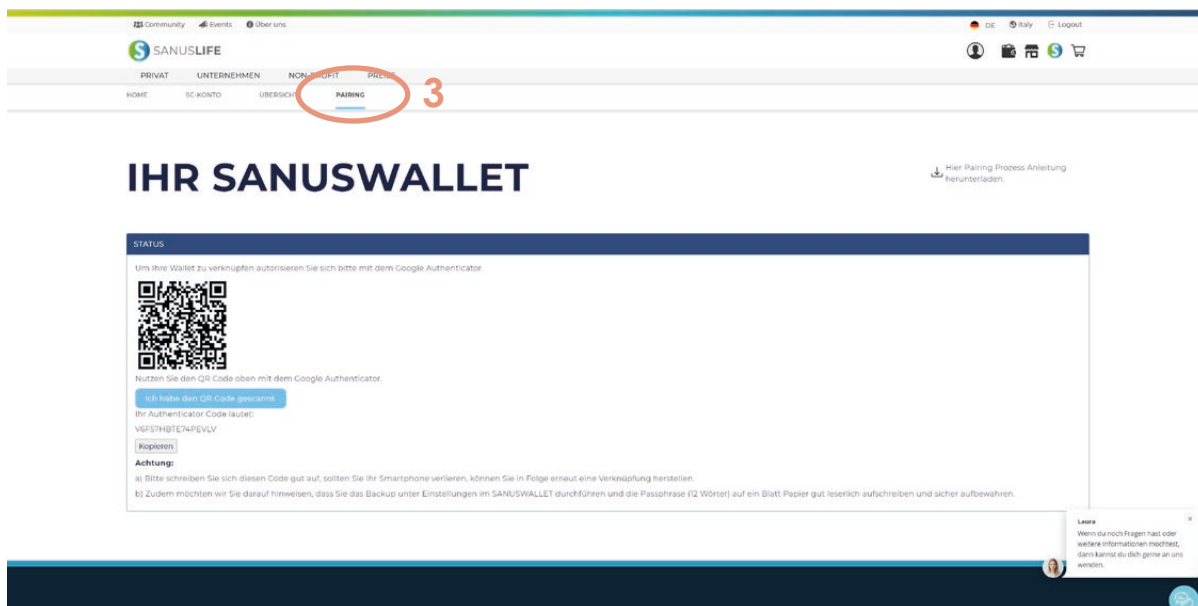 Community Events Über uns DE Italy Logout
SANUSLIFE
PRIVAT UNTERNEHMEN NON-PROFIT PREISE
HOME SC-KONTO ÜBERSICHT PAIRING 3
IHR SANUSWALLET
Hier Pairing Prozess Anleitung
herunterladen.
STATUS
Um Ihre Wallet zu verknüpfen autorisieren Sie sich bitte mit dem Google Authenticator.
Nutzen Sie den QR Code oben mit dem Google Authenticator.
Ich habe den QR Code gescannt
Ihr Authenticator Code lautet:
V6F57HBTE74PEVLV
Kopieren
Achtung:
a) Bitte schreiben Sie sich diesen Code gut auf, sollten Sie Ihr Smartphone verlieren, können Sie in Folge erneut eine Verknüpfung herstellen.
b) Zudem möchten wir Sie darauf hinweisen, dass Sie das Backup unter Einstellungen im SANUSWALLET durchführen und die Passphrase (12 Wörter) auf ein Blatt Papier gut leserlich aufschreiben und sicher aufbewahren.
Laura
Wenn du noch Fragen hast oder
weitere Informationen möchtest,
dann kannst du dich gerne an uns
wenden.